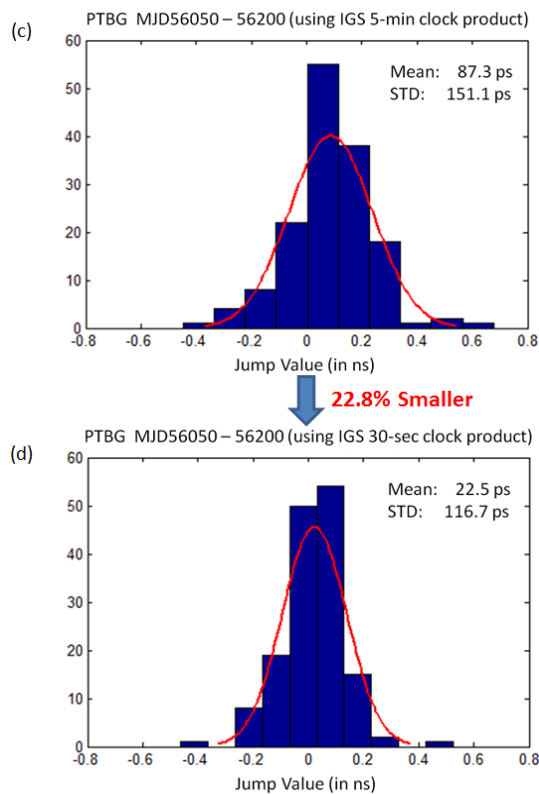 (c)
PTBG MJD56050 – 56200 (using IGS 5-min clock product)
60
50
40
30
20
10
0
Mean: 87.3 ps
STD: 151.1 ps
-0.8 -0.6 -0.4 -0.2 0 0.2 0.4 0.6 0.8
Jump Value (in ns)
22.8% Smaller
(d)
PTBG MJD56050 – 56200 (using IGS 30-sec clock product)
60
50
40
30
20
10
0
Mean: 22.5 ps
STD: 116.7 ps
-0.8 -0.6 -0.4 -0.2 0 0.2 0.4 0.6 0.8
Jump Value (in ns)